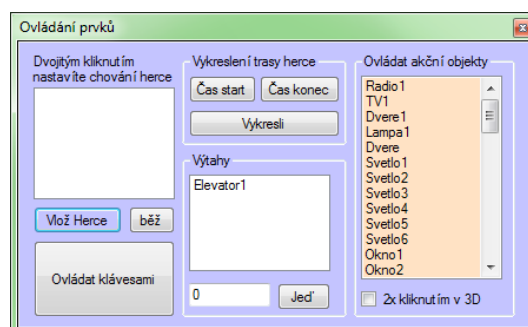 Ovládání prvků
Dvojitým kliknutím
nastavíte chování herce
Vlož Herce
běž
Ovládat klávesami
Vykreslení trasy herce
Čas start
Čas konec
Vykresli
Výtahy
Elevator1
0
Jeď
Ovládat akční objekty
Radio1
TV1
Dvere1
Lampa1
Dvere
Svetlo1
Svetlo2
Svetlo3
Svetlo4
Svetlo5
Svetlo6
Okno1
Okno2
2x kliknutím v 3D